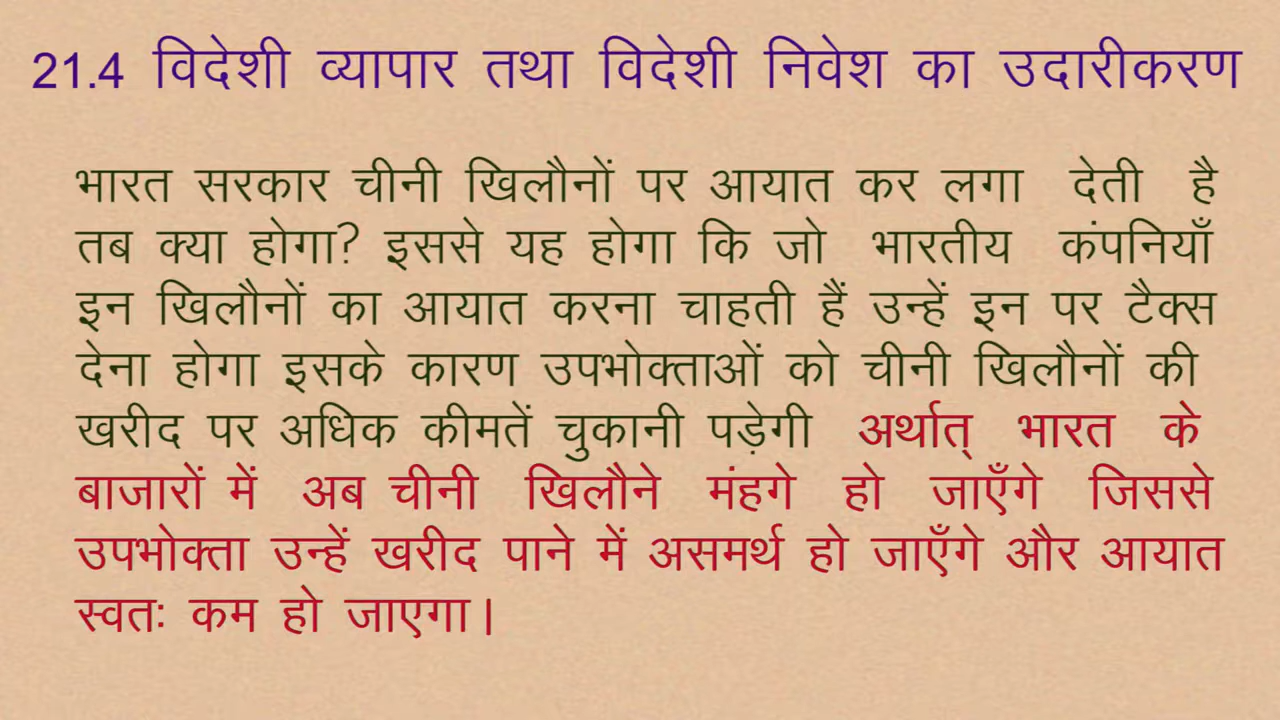 21.4 विदेशी व्यापार तथा विदेशी निवेश का उदारीकरण
भारत सरकार चीनी खिलौनों पर आयात कर लगा देती है
तब क्या होगा? इससे यह होगा कि जो भारतीय कंपनियाँ
इन खिलौनों का आयात करना चाहती हैं उन्हें इन पर टैक्स
देना होगा इसके कारण उपभोक्ताओं को चीनी खिलौनों की
खरीद पर अधिक कीमतें चुकानी पड़ेगी अर्थात् भारत के
बाजारों में अब चीनी खिलौने मंहगे हो जाएँगे जिससे
उपभोक्ता उन्हें खरीद पाने में असमर्थ हो जाएँगे और आयात
स्वतः कम हो जाएगा।